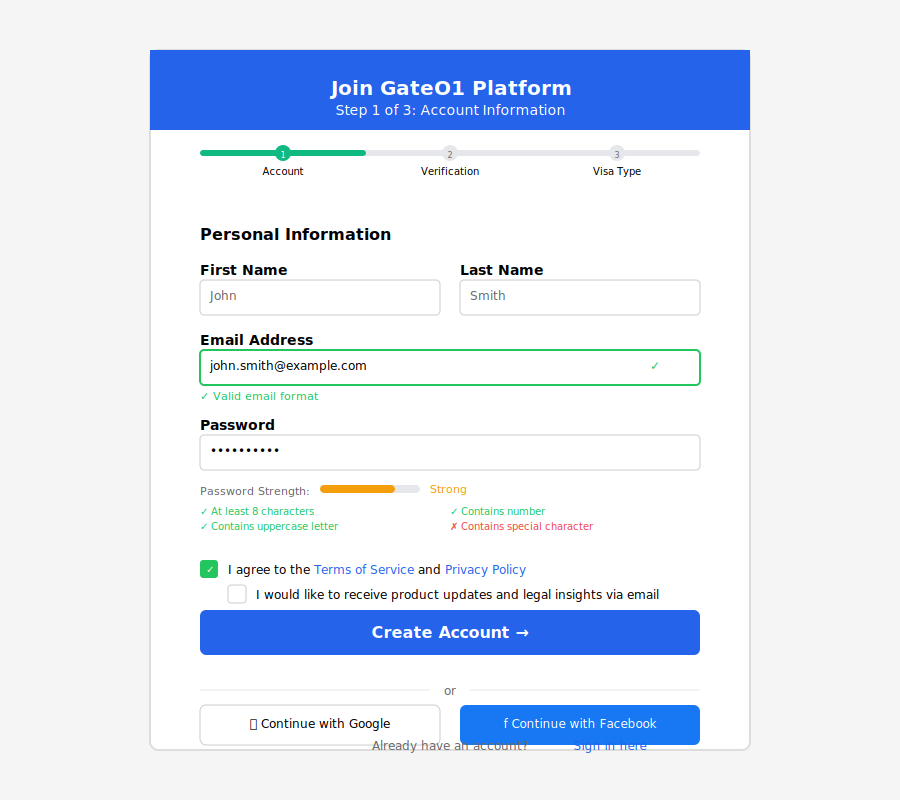 Join GateO1 Platform
Step 1 of 3: Account Information
1 2 3
Account Verification Visa Type
Personal Information
First Name Last Name
John Smith
Email Address
john.smith@example.com ✓
✓ Valid email format
Password
••••••••••
Password Strength: Strong
✓ At least 8 characters ✓ Contains number
✓ Contains uppercase letter ✗ Contains special character
✓ I agree to the Terms of Service and Privacy Policy
I would like to receive product updates and legal insights via email
Create Account →
or
Continue with Google f Continue with Facebook
Already have an account? Sign in here